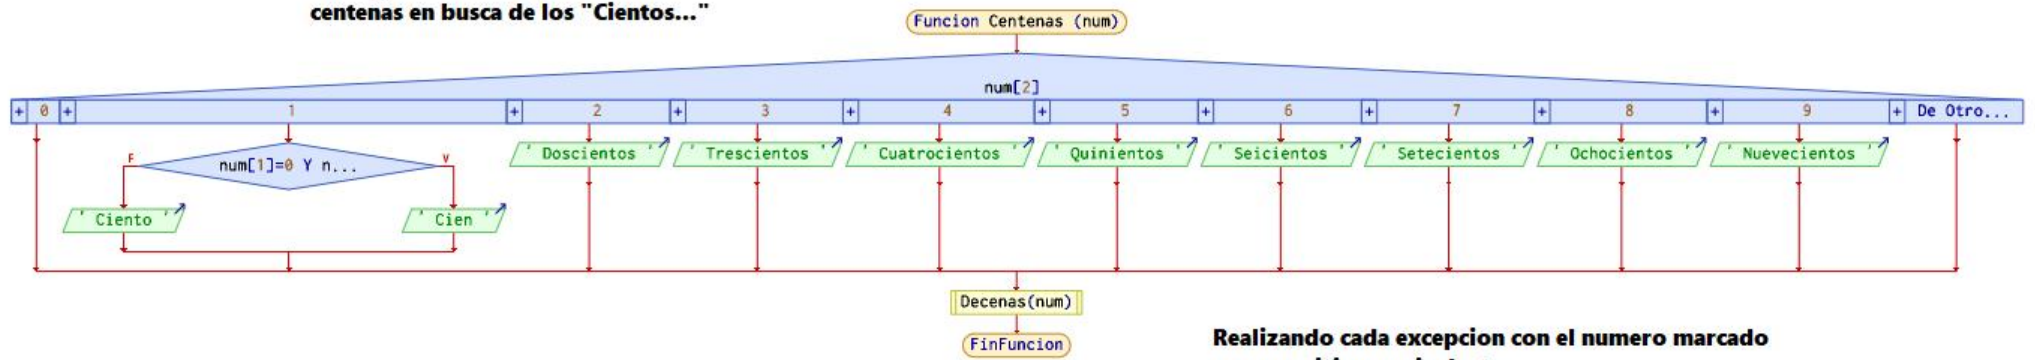 centenas en busca de los "Cientos..."
Funcion Centenas (num)
num[2]
+ 0 + 1 + 2 + 3 + 4 + 5 + 6 + 7 + 8 + 9 + De Otro...
F num[1]=0 Y n... V
' Doscientos ' ' Trescientos ' ' Cuatrocientos ' ' Quinientos ' ' Seicientos ' ' Setecientos ' ' Ochocientos ' ' Nuevecientos '
' Ciento ' ' Cien '
Decenas(num)
FinFuncion
Realizando cada excepcion con el numero marcado